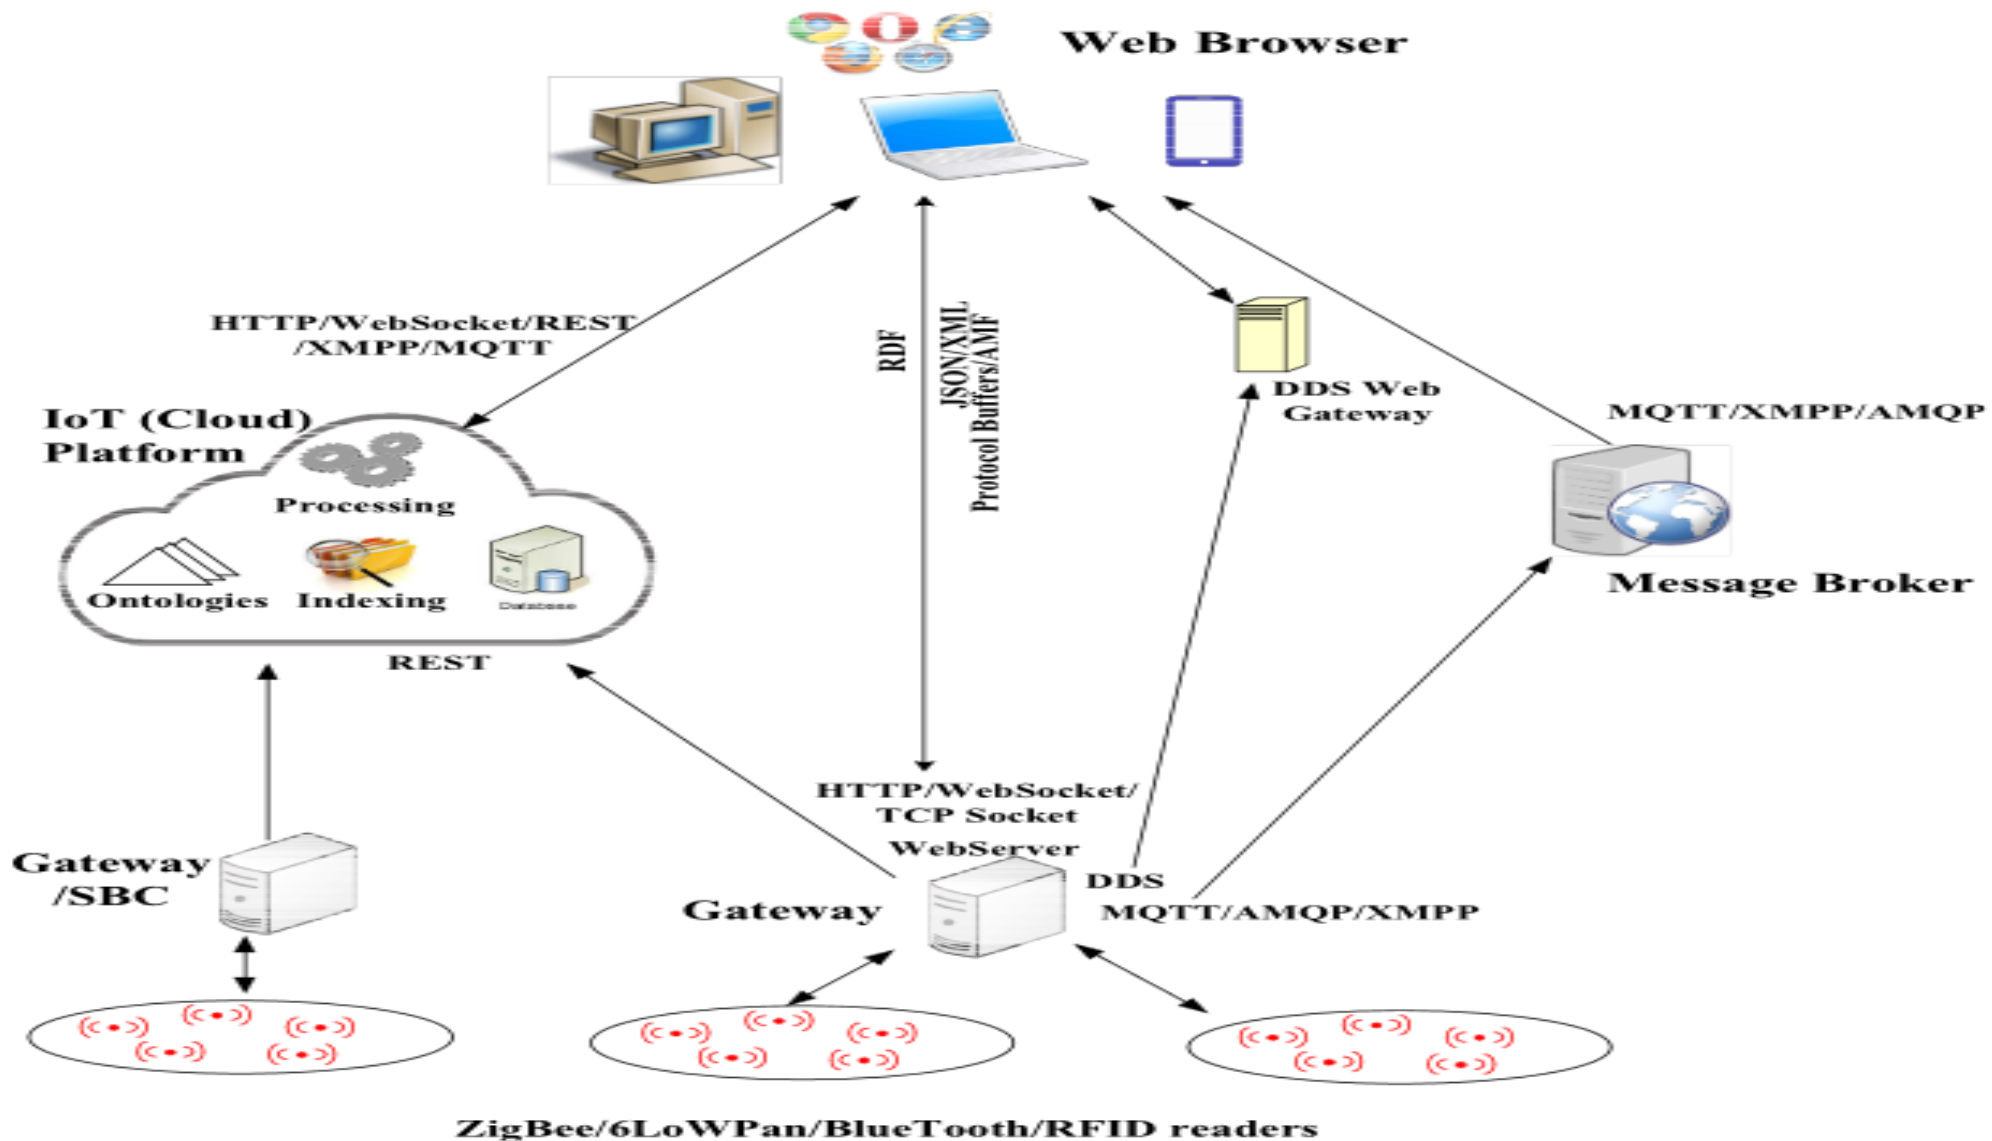 Web Browser
HTTP/WebSocket/REST
/XMPP/MQTT
RDF
JSON/XML
Protocol Buffers/AMF
DDS Web
Gateway
MQTT/XMPP/AMQP
IoT (Cloud)
Platform
Processing
Ontologies
Indexing
Database
REST
Message Broker
HTTP/WebSocket/
TCP Socket
WebServer
Gateway
/SBC
Gateway
DDS
MQTT/AMQP/XMPP
ZigBee/6LoWPan/BlueTooth/RFID readers